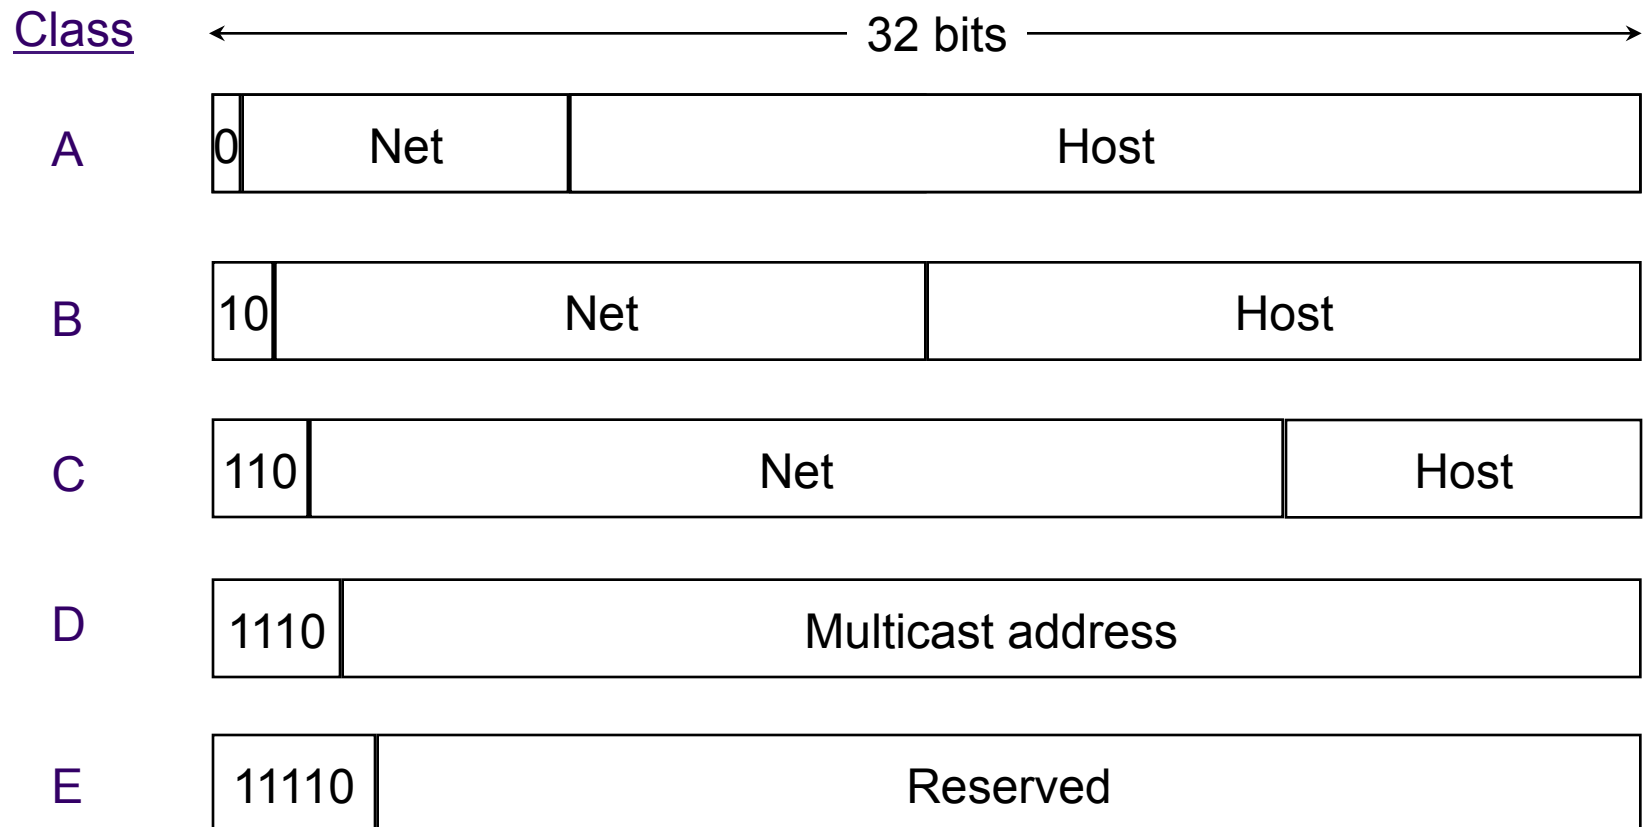 Class 32 bits
A 0 Net Host
B 10 Net Host
C 110 Net Host
D 1110 Multicast address
E 11110 Reserved